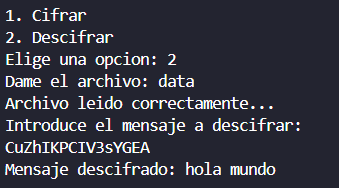 1. Cifrar
2. Descifrar
Elige una opcion: 2
Dame el archivo: data
Archivo leido correctamente...
Introduce el mensaje a descifrar:
CuZhIKPCIV3sYGEA
Mensaje descifrado: hola mundo